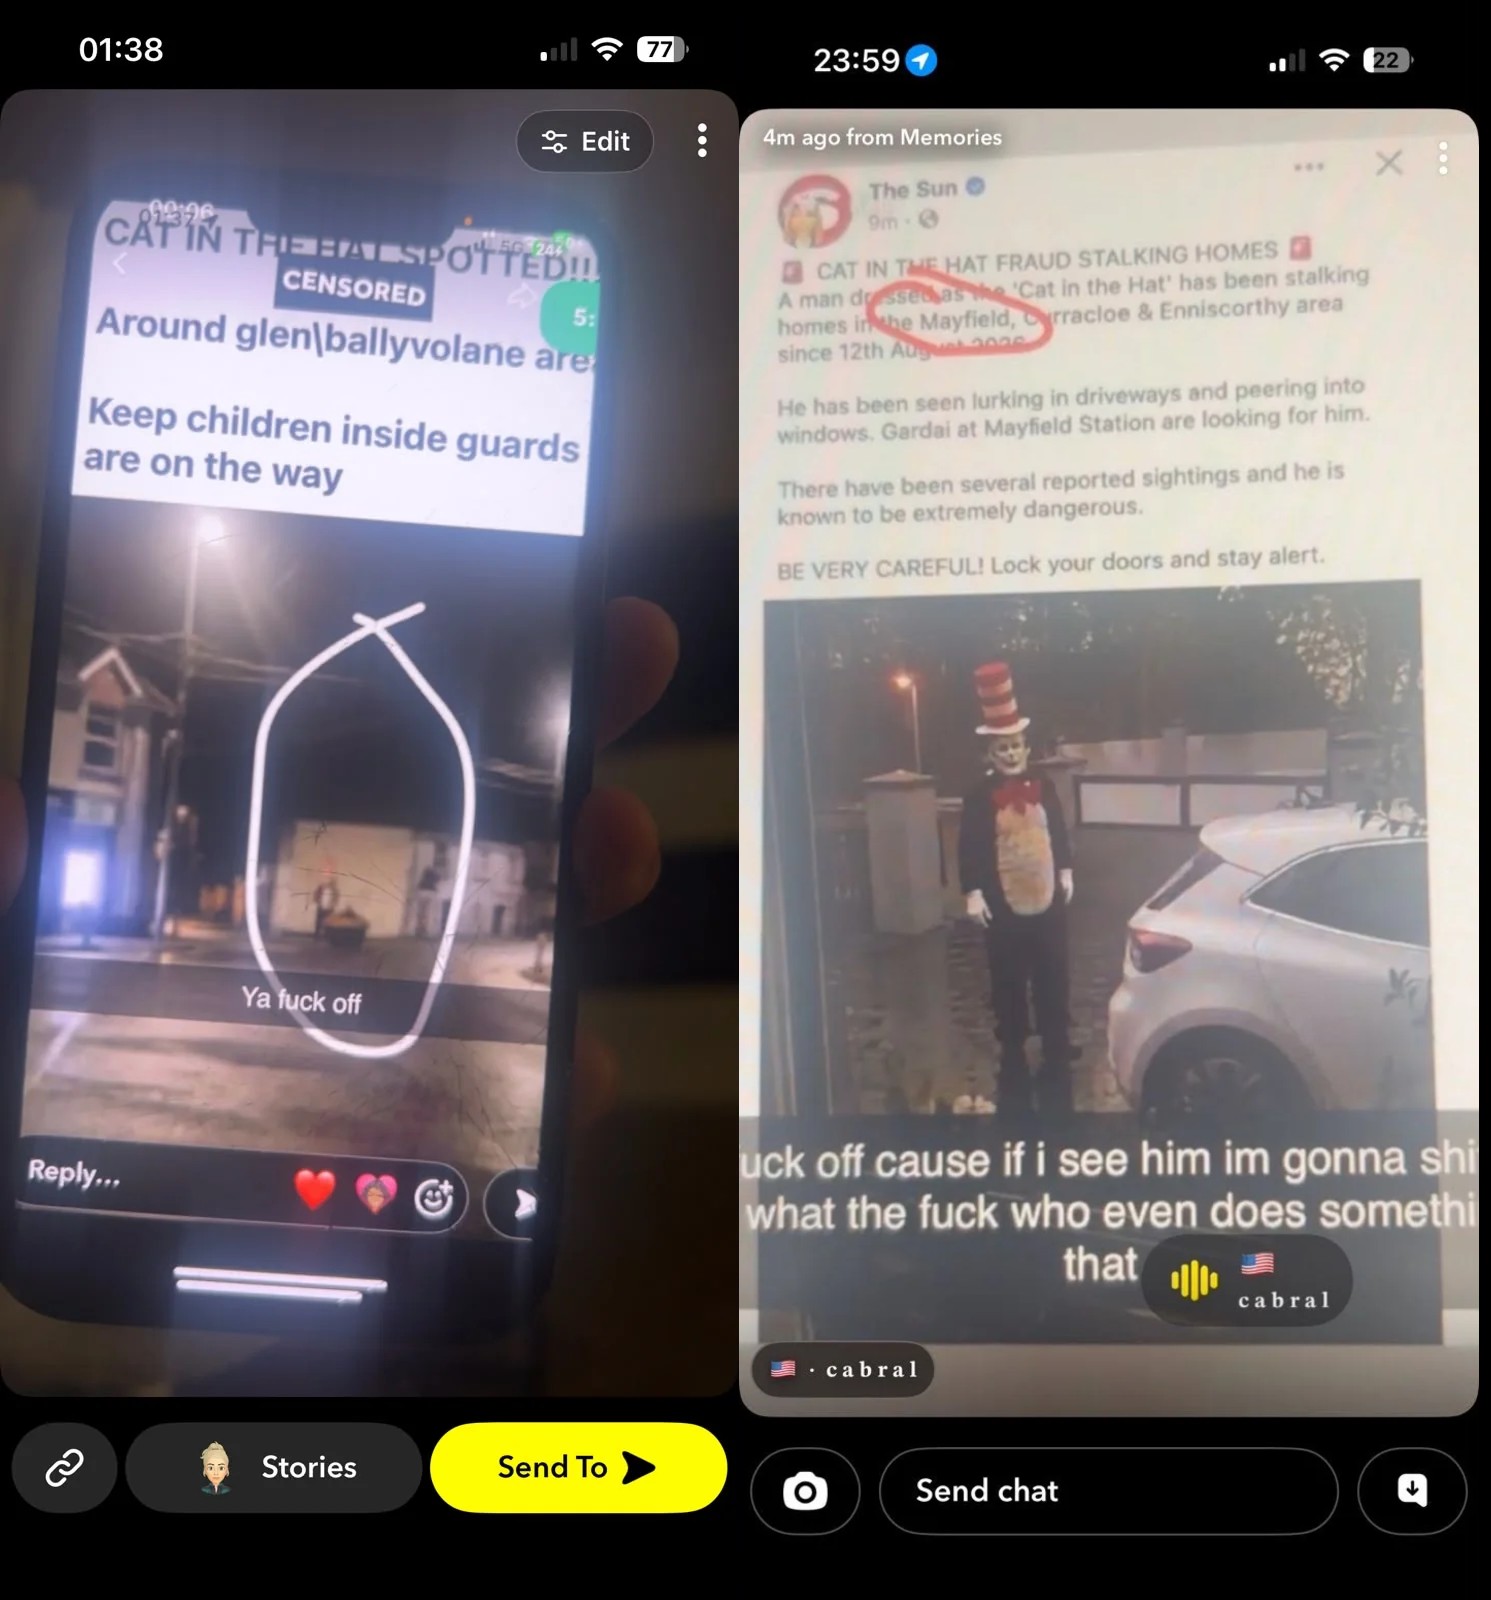 01:38
77
Edit
CAT IN THE HAT SPOTTED!!!
CENSORED
5:
Around glen\ballyvolane are
Keep children inside guards
are on the way
Ya fuck off
Reply...
Stories
Send To
23:59
22
4m ago from Memories
The Sun
9m
CAT IN THE HAT FRAUD STALKING HOMES
A man dressed as the 'Cat in the Hat' has been stalking
homes in the Mayfield, Curracloe & Enniscorthy area
since 12th August 2026
He has been seen lurking in driveways and peering into
windows. Gardai at Mayfield Station are looking for him.
There have been several reported sightings and he is
known to be extremely dangerous.
BE VERY CAREFUL! Lock your doors and stay alert.
uck off cause if i see him im gonna shi
what the fuck who even does somethi
that
cabral
cabral
Send chat